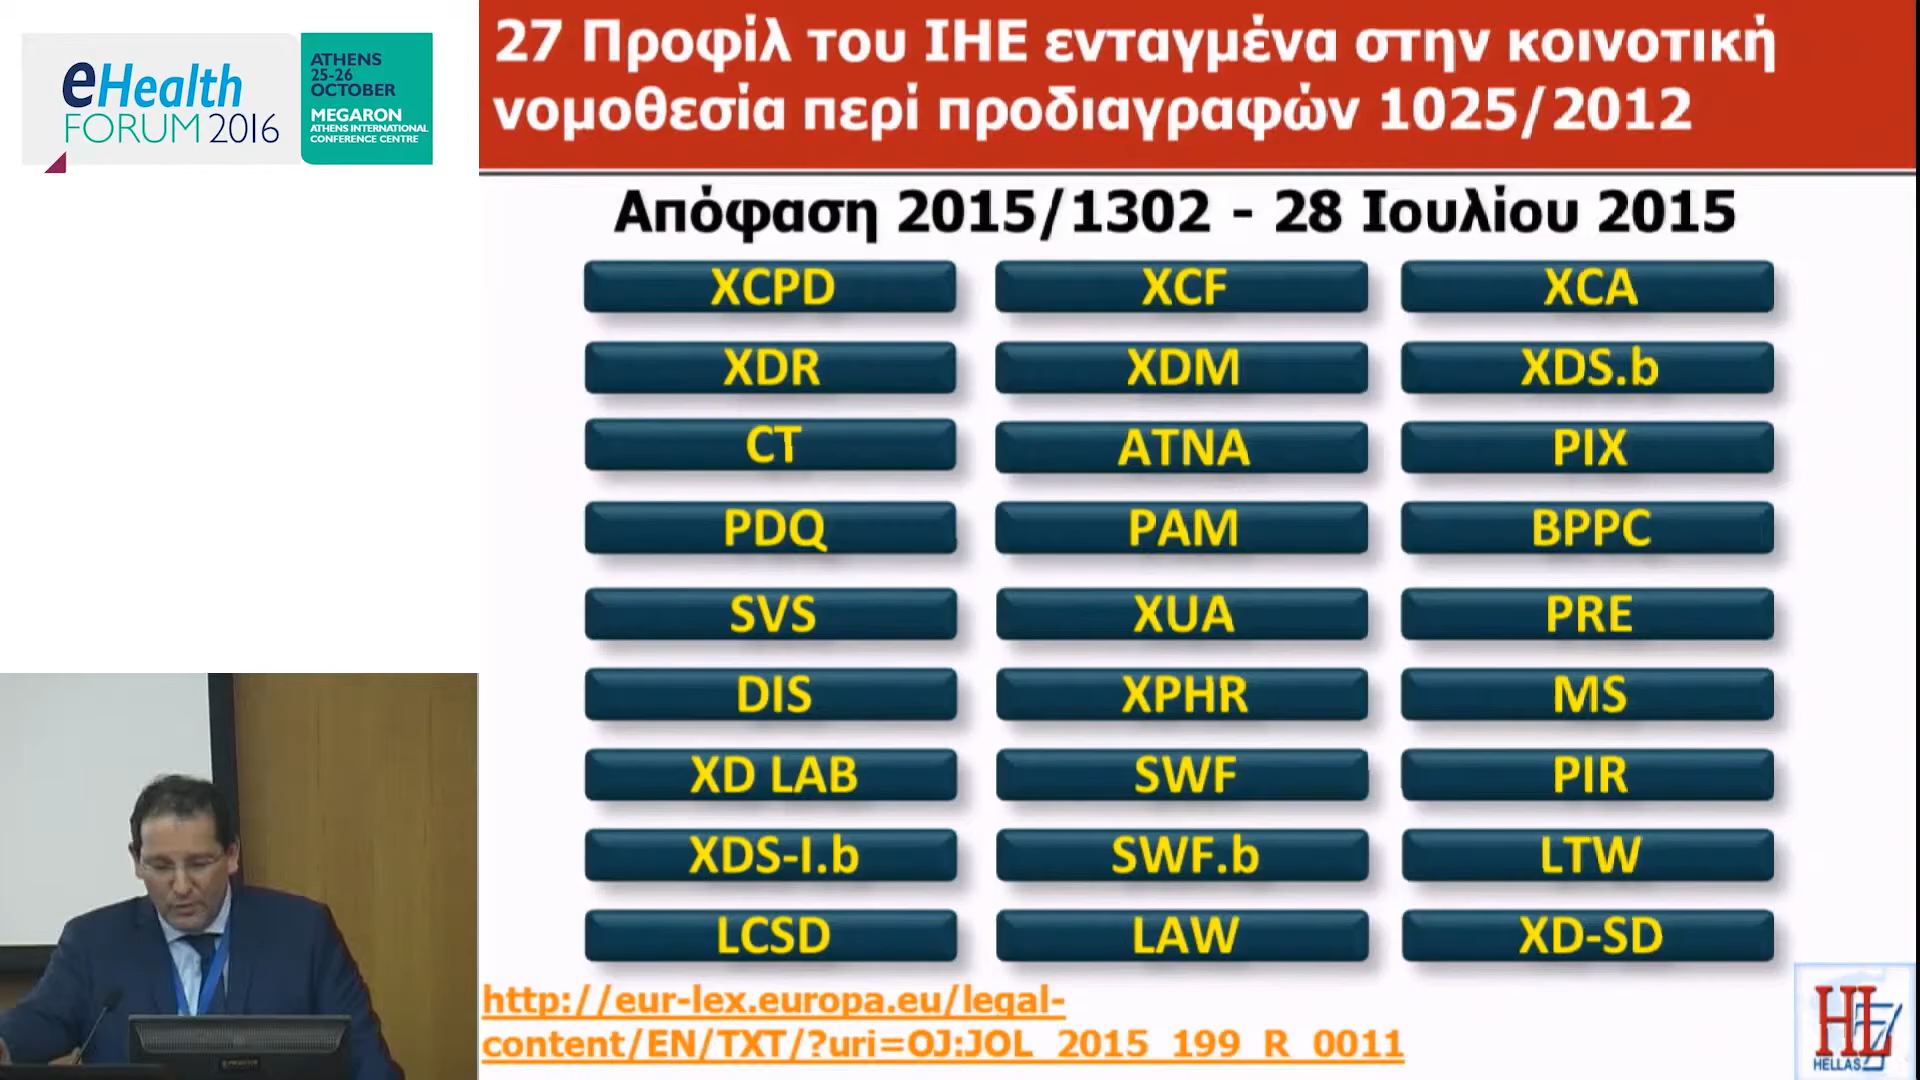 eHealth
FORUM 2016
ATHENS
25-26
OCTOBER
MEGARON
ATHENS INTERNATIONAL
CONFERENCE CENTRE
27 Προφίλ του IHE ενταγμένα στην κοινοτική
νομοθεσία περί προδιαγραφών 1025/2012
Απόφαση 2015/1302 - 28 Ιουλίου 2015
XCPD XCF XCA
XDR XDM XDS.b
CT ATNA PIX
PDQ PAM BPPC
SVS XUA PRE
DIS XPHR MS
XD LAB SWF PIR
XDS-I.b SWF.b LTW
LCSD LAW XD-SD
http://eur-lex.europa.eu/legal-
content/EN/TXT/?uri=OJ:JOL_2015_199_R_0011
HL7
HELLAS